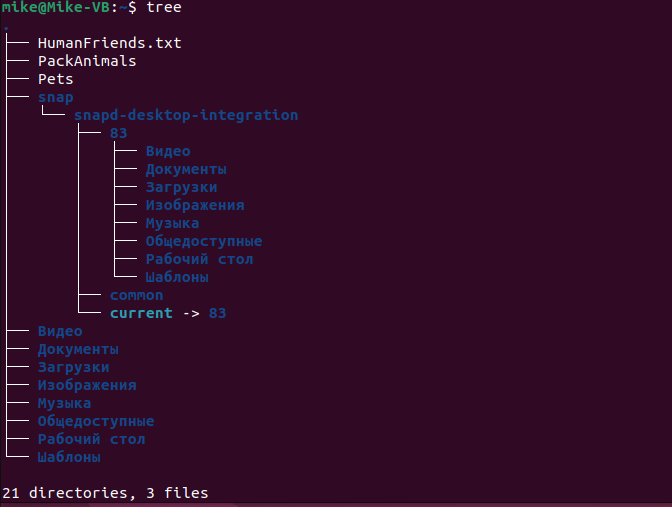 mike@Mike-VB:~$ tree
.
├── HumanFriends.txt
├── PackAnimals
├── Pets
├── snap
│   └── snapd-desktop-integration
│       ├── 83
│       │   ├── Видео
│       │   ├── Документы
│       │   ├── Загрузки
│       │   ├── Изображения
│       │   ├── Музыка
│       │   ├── Общедоступные
│       │   ├── Рабочий стол
│       │   └── Шаблоны
│       ├── common
│       └── current -> 83
├── Видео
├── Документы
├── Загрузки
├── Изображения
├── Музыка
├── Общедоступные
├── Рабочий стол
└── Шаблоны

21 directories, 3 files